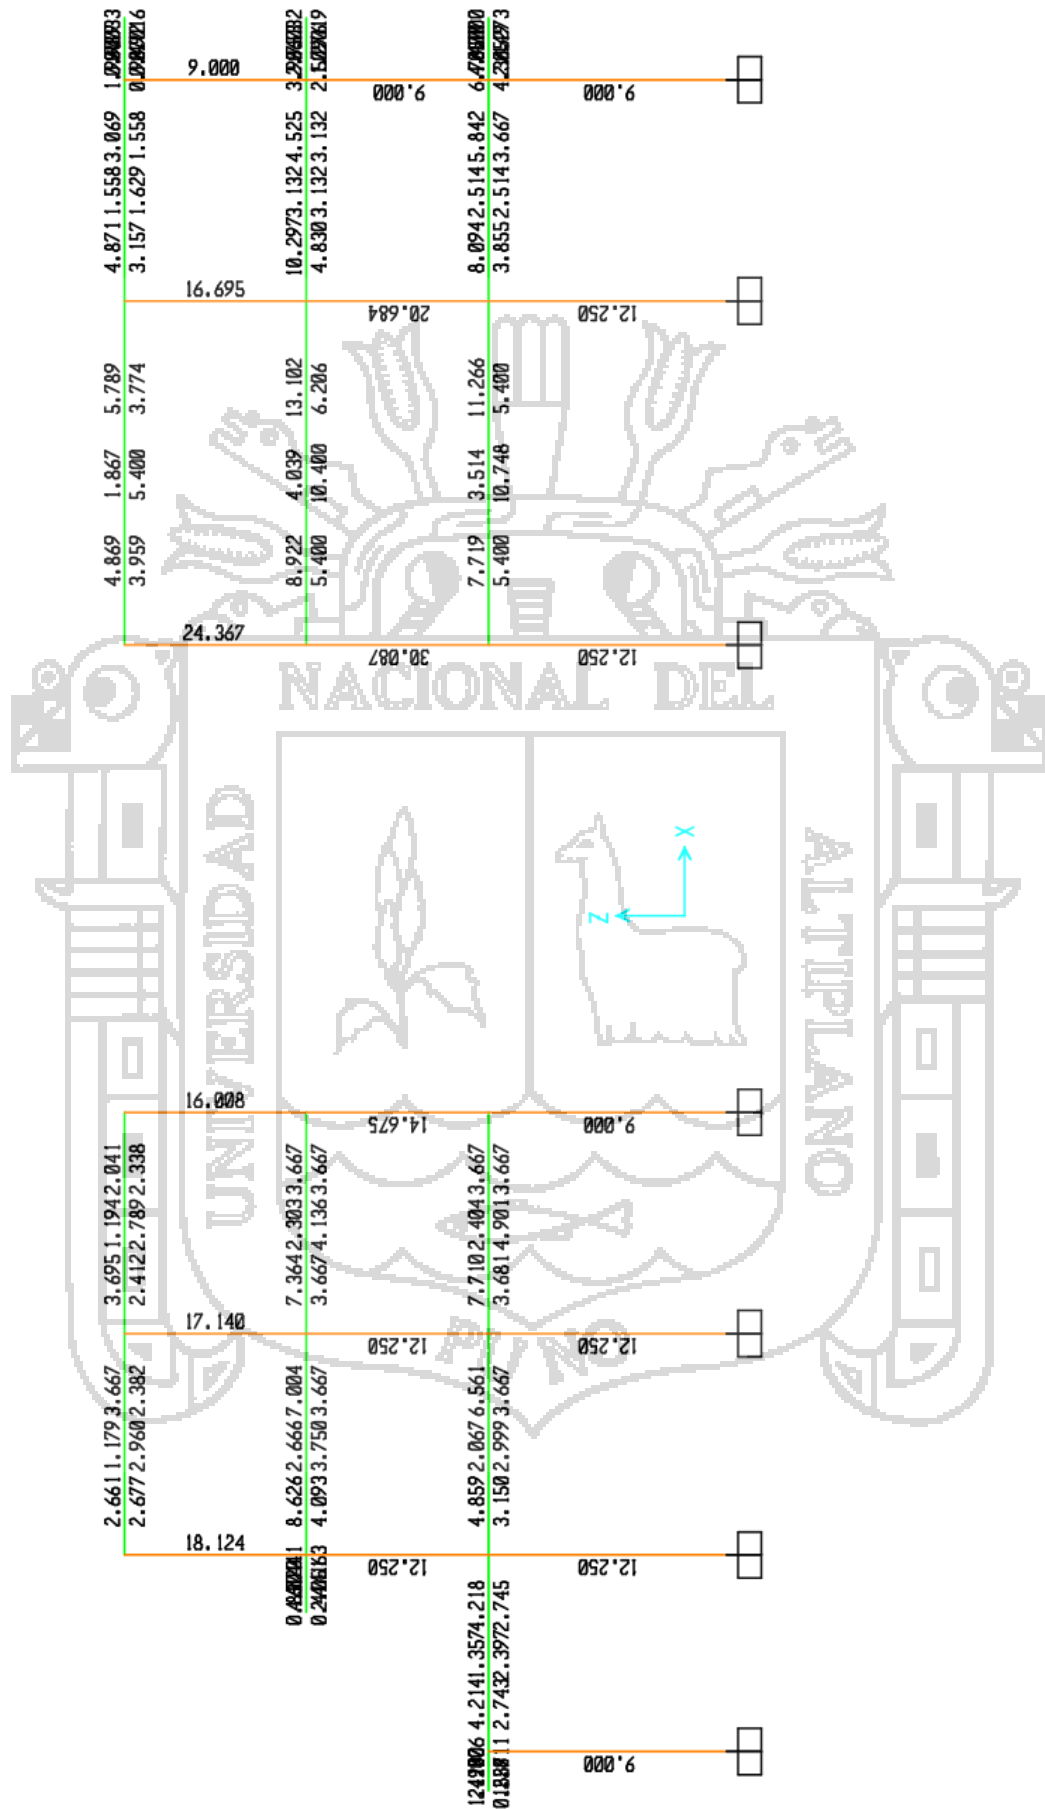 9.000
9.000
9.000
4.871 1.558 3.069
3.157 1.629 1.558
10.297 3.132 4.525
4.830 3.132 3.132
8.094 2.514 5.842
3.855 2.514 3.667
16.695
20.684
12.250
4.869 1.867 5.789
3.959 5.400 3.774
8.922 4.039 13.102
5.400 10.400 6.206
7.719 3.514 11.266
5.400 10.748 5.400
24.367
30.087
12.250
NACIONAL DEL
UNIVERSIDAD
ALTIPLANO
X
Z
16.008
14.675
9.000
3.695 1.194 2.041
2.412 2.789 2.338
7.364 2.303 3.667
3.667 4.136 3.667
7.710 2.404 3.667
3.681 4.901 3.667
17.140
12.250
12.250
PUNO
2.661 1.179 3.667
2.677 2.960 2.382
8.626 2.666 7.004
4.093 3.750 3.667
4.859 2.067 6.561
3.150 2.999 3.667
18.124
12.250
12.250
4.214 1.357 4.218
2.743 2.397 2.745
9.000